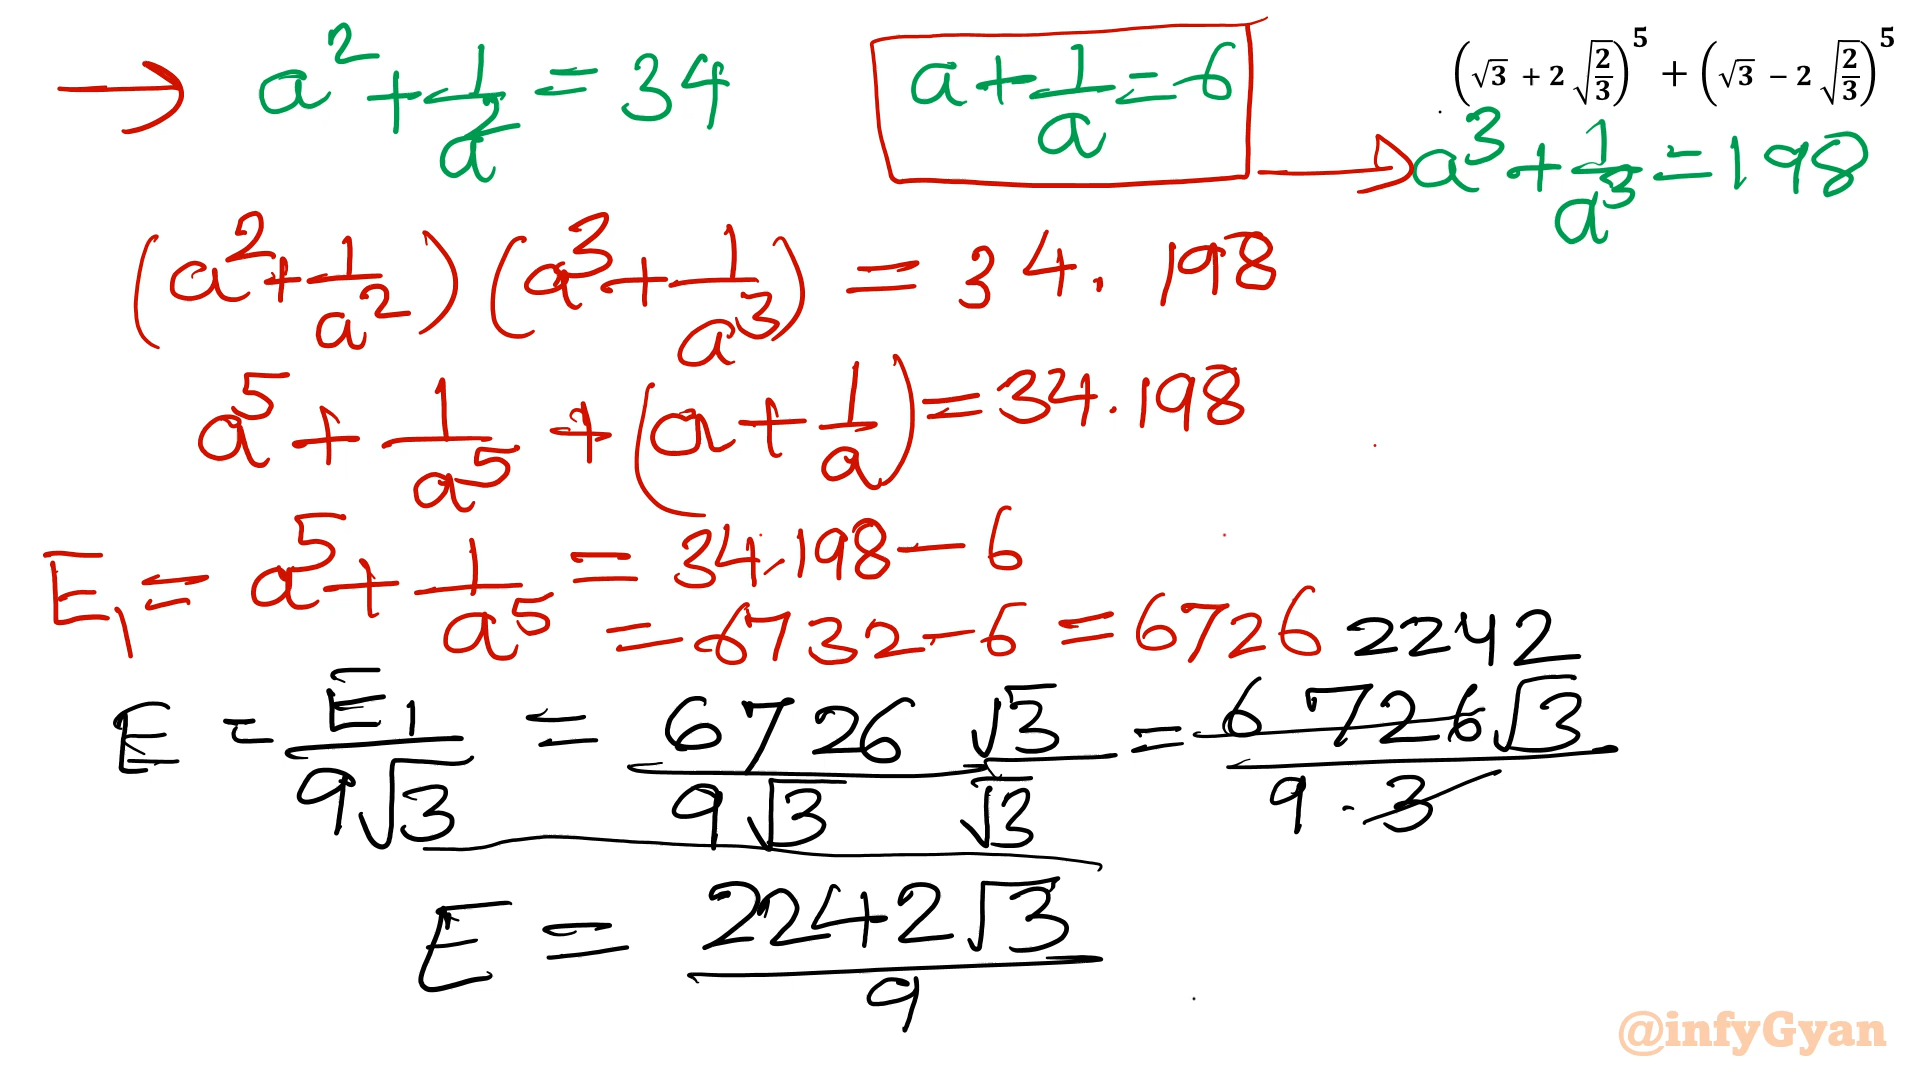 (√3 + 2√(2/3))^5 + (√3 − 2√(2/3))^5
→ a² + 1/a² = 34
a + 1/a = 6
→ a³ + 1/a³ = 198
(a² + 1/a²)(a³ + 1/a³) = 34.198
a⁵ + 1/a⁵ + (a + 1/a) = 34.198
E₁ = a⁵ + 1/a⁵ = 34.198 − 6
= 6732 − 6 = 6726
2242
E = E₁/9√3 = 6726/9√3 √3/√3 = 6726√3/9·3
E = 2242√3/9
@infyGyan